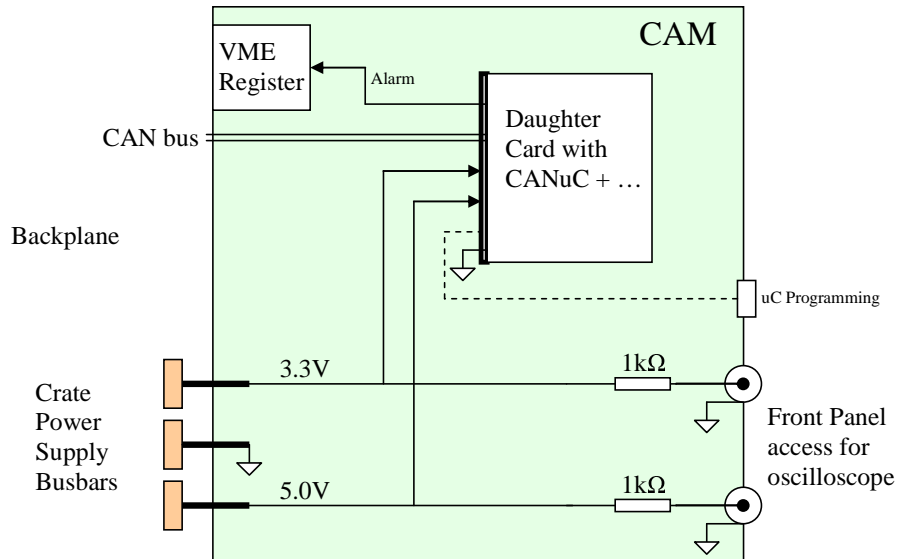 CAM
VME
Register
Alarm
CAN bus
Daughter
Card with
CANuC + …
Backplane
uC Programming
3.3V
1kΩ
Crate
Power
Supply
Busbars
Front Panel
access for
oscilloscope
5.0V
1kΩ